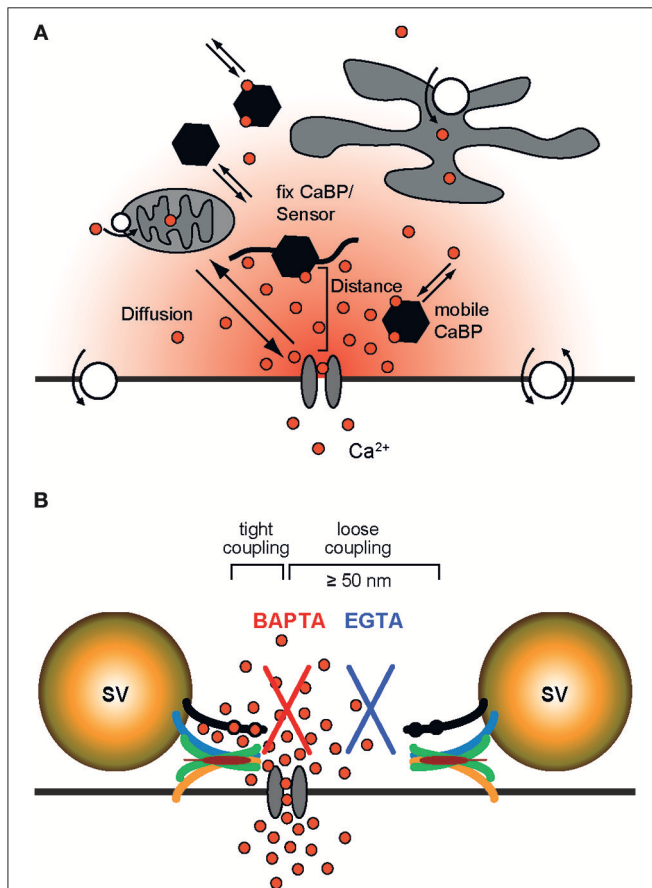 A
fix CaBP/
Sensor
Distance
Diffusion
mobile
CaBP
Ca²⁺
B
tight
coupling
loose
coupling
≥ 50 nm
BAPTA EGTA
SV
SV